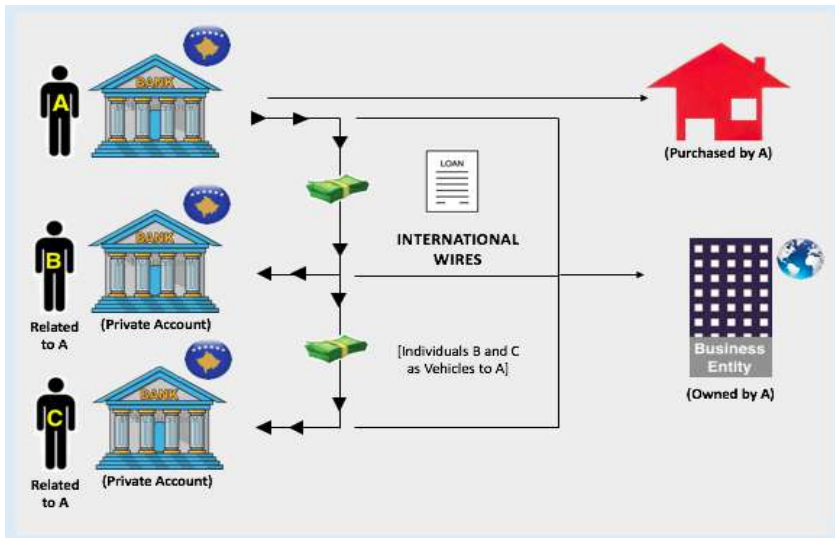 BANK
A
(Purchased by A)
LOAN
BANK
B
INTERNATIONAL
WIRES
Related
to A
(Private Account)
[Individuals B and C
as Vehicles to A]
Business
Entity
(Owned by A)
BANK
C
Related
to A
(Private Account)